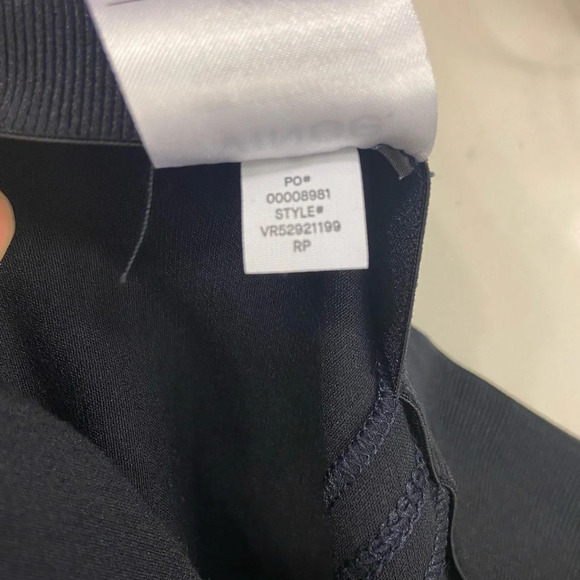 PO#
00008981
STYLE#
VR52921199
RP